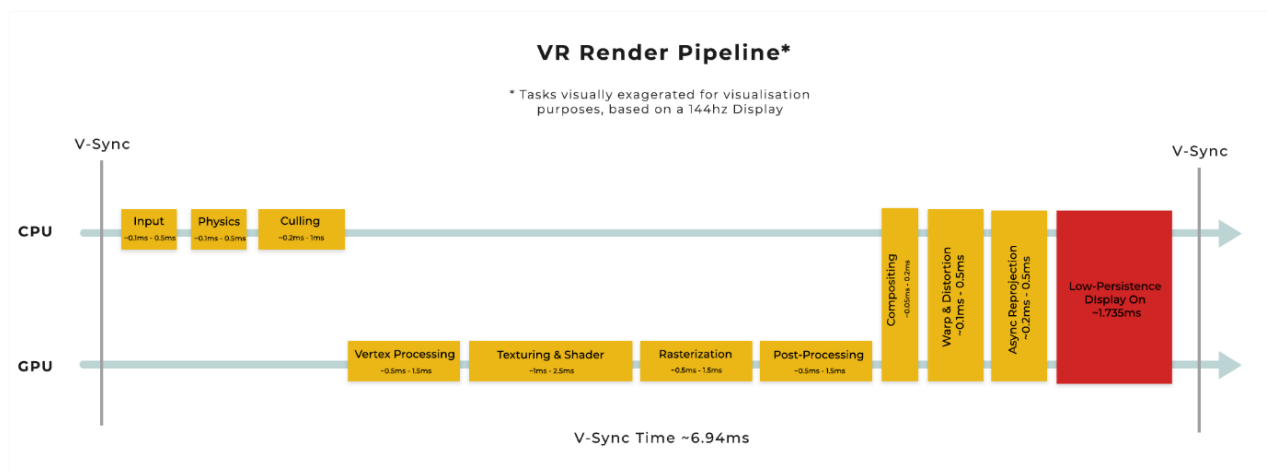 VR Render Pipeline*
* Tasks visually exagerated for visualisation
purposes, based on a 144hz Display
V-Sync
V-Sync
CPU
Input
~0.1ms - 0.5ms
Physics
~0.1ms - 0.5ms
Culling
~0.2ms - 1ms
GPU
Vertex Processing
~0.5ms - 1.5ms
Texturing & Shader
~1ms - 2.5ms
Rasterization
~0.5ms - 1.5ms
Post-Processing
~0.5ms - 1.5ms
Compositing
~0.05ms - 0.2ms
Warp & Distortion
~0.1ms - 0.5ms
Async Reprojection
~0.2ms - 0.5ms
Low-Persistence
DIsplay On
~1.735ms
V-Sync Time ~6.94ms